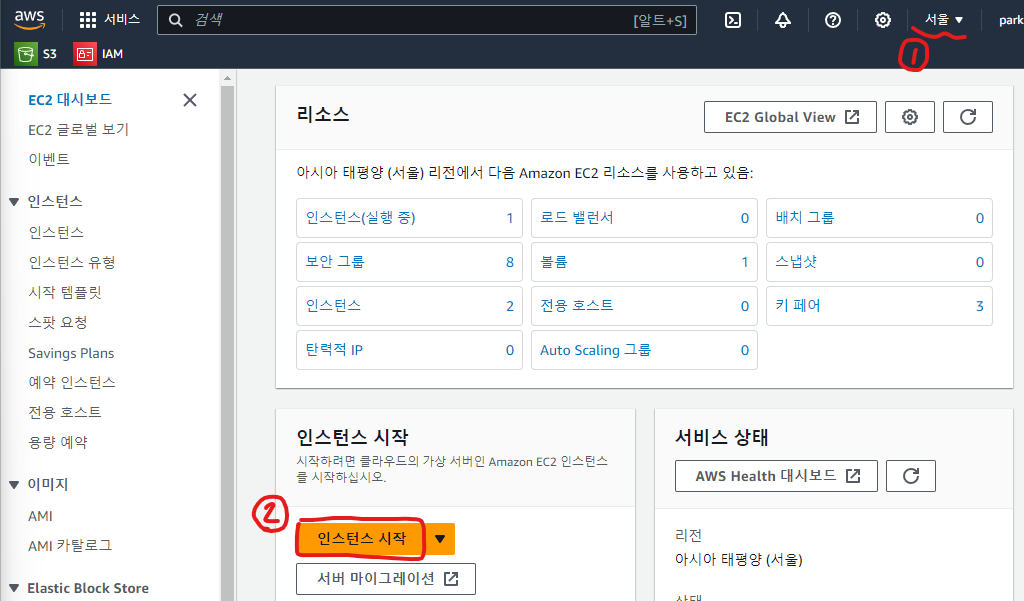 aws 서비스 검색 [알트+S] 서울 ▼ park
①
S3 IAM
EC2 대시보드
EC2 글로벌 보기
이벤트
인스턴스
인스턴스
인스턴스 유형
시작 템플릿
스팟 요청
Savings Plans
예약 인스턴스
전용 호스트
용량 예약
이미지
AMI
AMI 카탈로그
Elastic Block Store
리소스
EC2 Global View
아시아 태평양 (서울) 리전에서 다음 Amazon EC2 리소스를 사용하고 있음:
인스턴스(실행 중) 1 로드 밸런서 0 배치 그룹 0
보안 그룹 8 볼륨 1 스냅샷 0
인스턴스 2 전용 호스트 0 키 페어 3
탄력적 IP 0 Auto Scaling 그룹 0
인스턴스 시작
시작하려면 클라우드의 가상 서버인 Amazon EC2 인스턴스
를 시작하십시오.
②
인스턴스 시작
서버 마이그레이션
서비스 상태
AWS Health 대시보드
리전
아시아 태평양 (서울)
상태